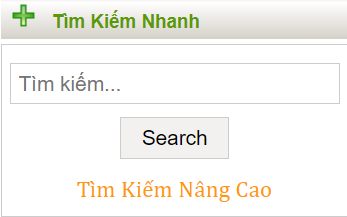 Tìm Kiếm Nhanh
Tìm kiếm...
Search
Tìm Kiếm Nâng Cao